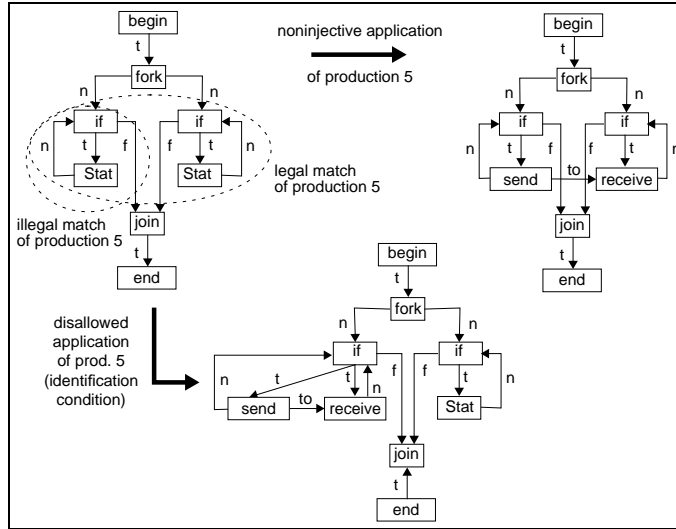 begin
t
noninjective application
of production 5
fork
n
n
if
if
n
t
f
f
t
n
Stat
Stat
legal match
of production 5
illegal match
of production 5
join
t
end
begin
t
fork
n
n
if
if
n
t
f
f
t
n
send
to
receive
join
t
end
disallowed
application
of prod. 5
(identification
condition)
begin
t
fork
n
n
if
if
n
t
t
n
f
f
t
n
send
to
receive
Stat
join
t
end